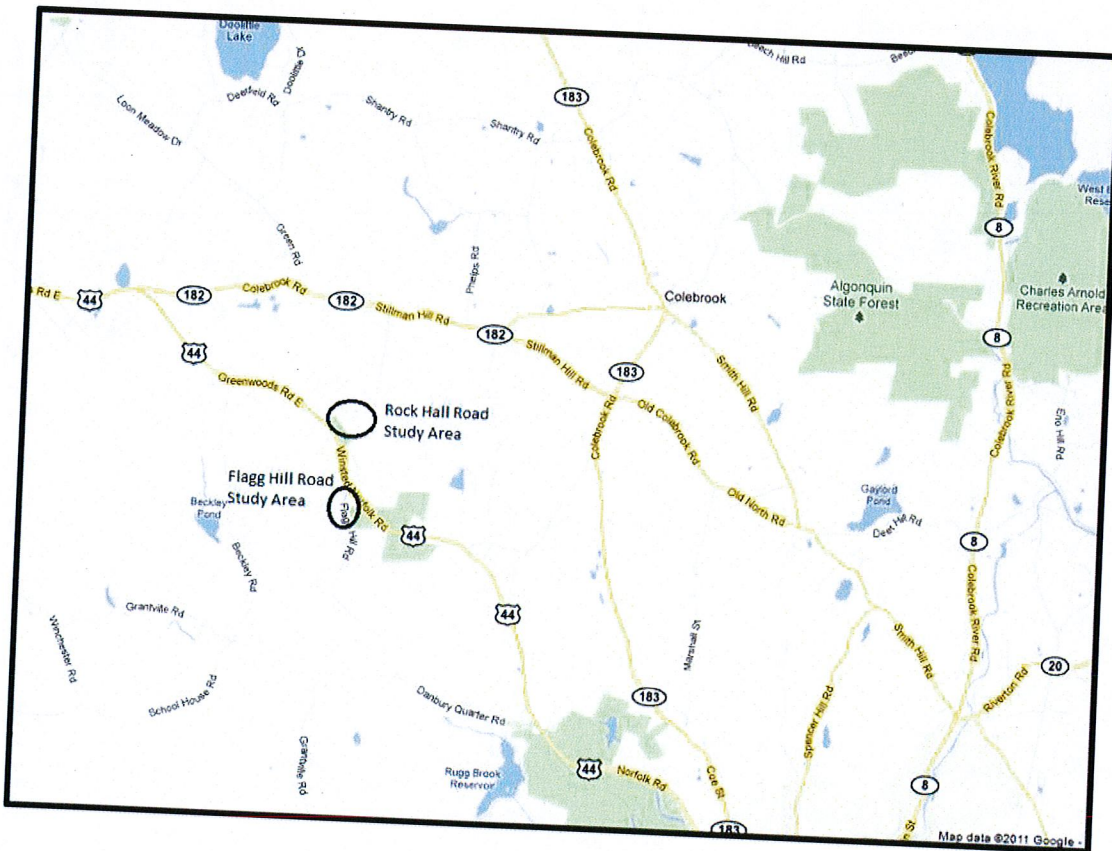 Doolittle
Lake
Doolittle
Deerfield Rd
Loon Meadow Dr
Shantry Rd
Shantry Rd
183
Colebrook Rd
Beech Hill Rd
Colebrook River Rd
8
Algonquin
State Forest
Charles Arnold
Recreation Area
Green Rd
Phelps Rd
Colebrook
Rd E
44
182
Colebrook Rd
182
Stillman Hill Rd
182
Stillman Hill Rd
183
Smith Hill Rd
8
44
Greenwoods Rd E
Rock Hall Road
Study Area
Colebrook Rd
Old Colebrook Rd
Colebrook River Rd
Eno Hill Rd
Flagg Hill Road
Study Area
Winsted Norfolk Rd
Flagg Hill Rd
44
Beckley
Pond
Beckley Rd
Old North Rd
Gaylord
Pond
Deer Hill Rd
8
Grantville Rd
Winchester Rd
School House Rd
44
Marshall St
Colebrook River Rd
Smith Hill Rd
20
Riverton Rd
Spencer Hill Rd
Danbury Quarter Rd
183
Grantville Rd
Rugg Brook
Reservoir
44
Norfolk Rd
Coe St
183
8
Map data ©2011 Google -